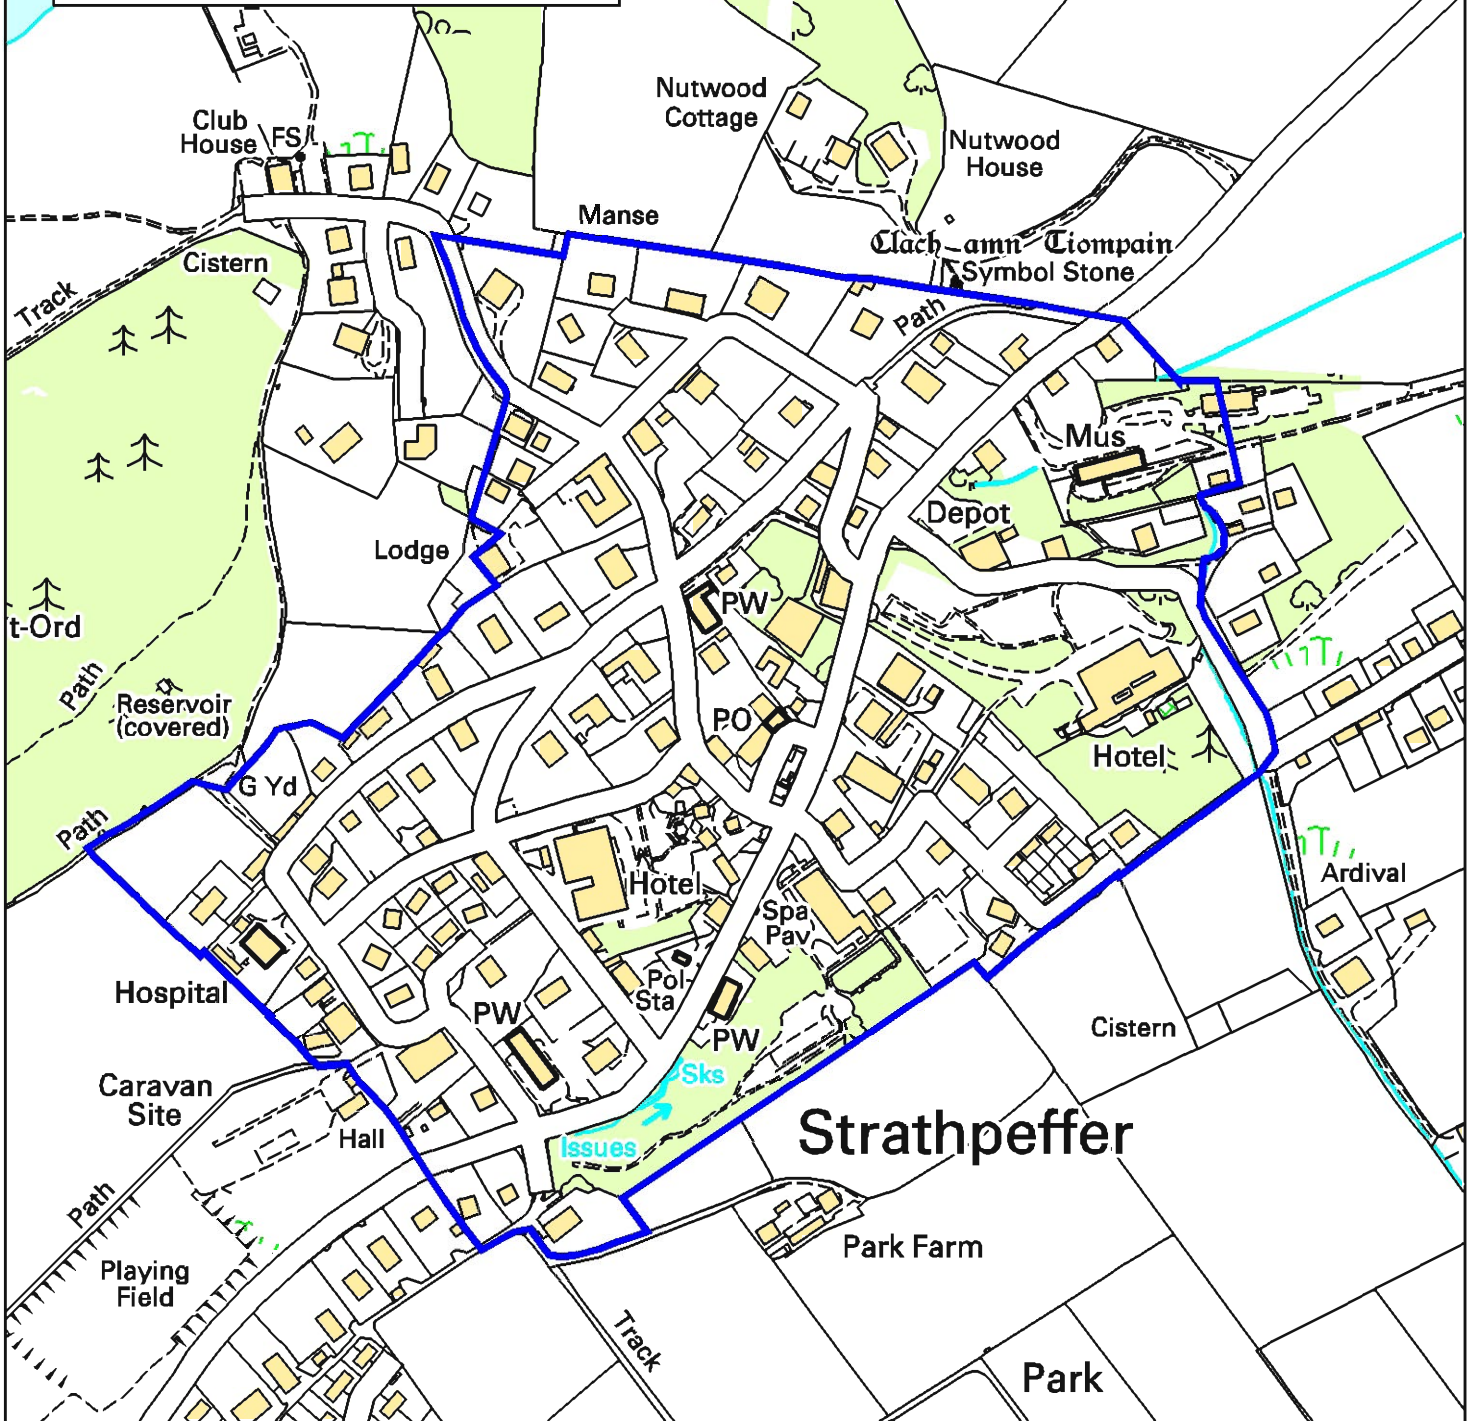 Nutwood
Cottage
Club
House
FS
Nutwood
House
Manse
Clach amn Tiompain
Symbol Stone
Cistern
Track
Path
Mus
Depot
Lodge
t-Ord
Path
PW
Reservoir
(covered)
PO
Hotel
G Yd
Path
Hotel
Ardival
Spa
Pav
Pol
Sta
Hospital
PW
PW
Cistern
Sks
Caravan
Site
Hall
Issues
Strathpeffer
Path
Park Farm
Playing
Field
Track
Park